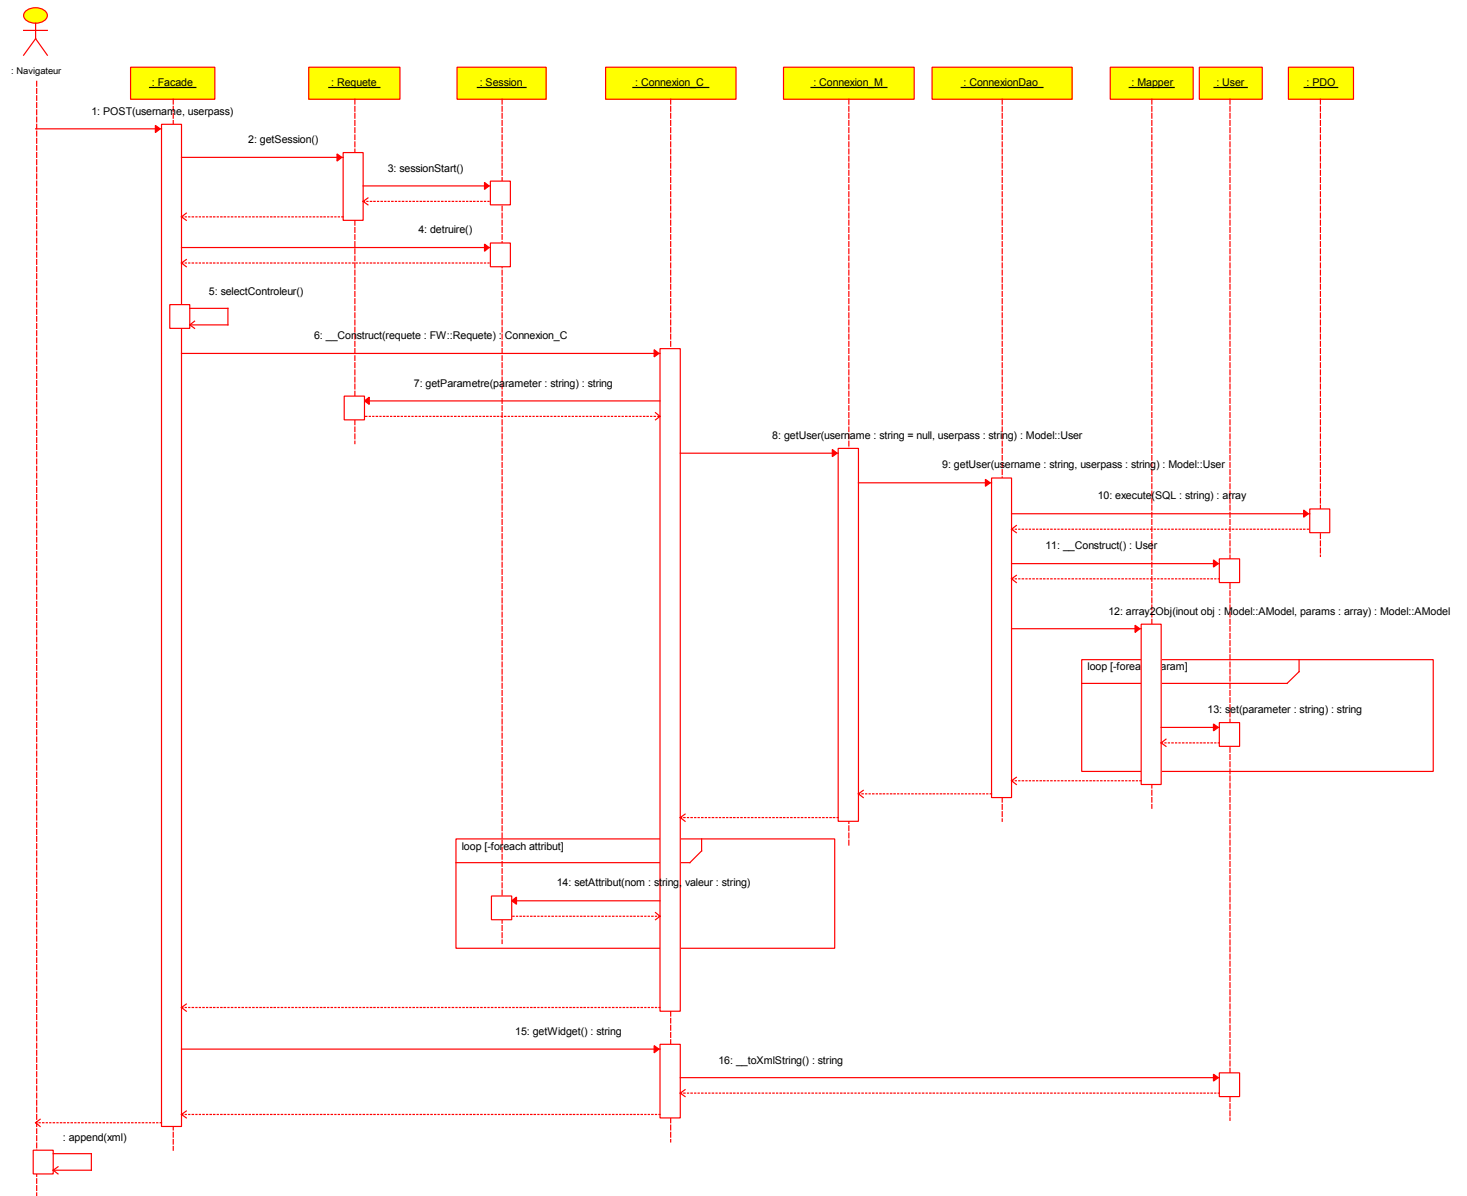 : Navigateur
: Facade
: Requete
: Session
: Connexion_C
: Connexion_M
: ConnexionDao
: Mapper
: User
: PDO
1: POST(username, userpass)
2: getSession()
3: sessionStart()
4: detruire()
5: selectControleur()
6: __Construct(requete : FW::Requete) : Connexion_C
7: getParametre(parameter : string) : string
8: getUser(username : string = null, userpass : string) : Model::User
9: getUser(username : string, userpass : string) : Model::User
10: execute(SQL : string) : array
11: __Construct() : User
12: array2Obj(inout obj : Model::AModel, params : array) : Model::AModel
loop [-forea aram]
13: set(parameter : string) : string
loop [-foreach attribut]
14: setAttribut(nom : string, valeur : string)
15: getWidget() : string
16: __toXmlString() : string
: append(xml)